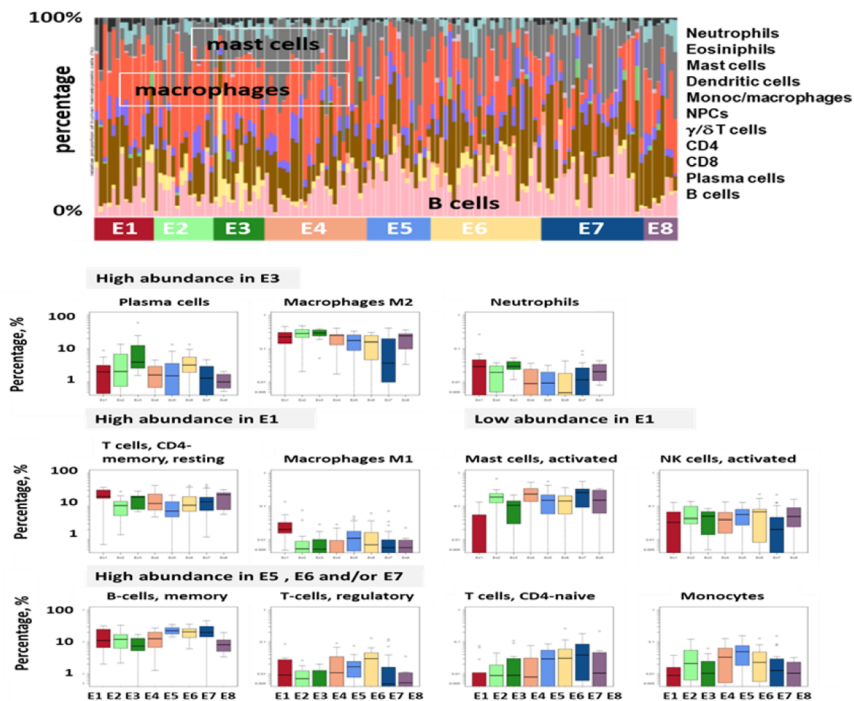 100%
percentage
0%
mast cells
macrophages
B cells
Neutrophils
Eosiniphils
Mast cells
Dendritic cells
Monoc/macrophages
NPCs
γ/δ T cells
CD4
CD8
Plasma cells
B cells
E1 E2 E3 E4 E5 E6 E7 E8
High abundance in E3
Plasma cells Macrophages M2 Neutrophils
Percentage, %
100
10
1
High abundance in E1 Low abundance in E1
T cells, CD4-
memory, resting
Macrophages M1 Mast cells, activated NK cells, activated
Percentage, %
100
10
1
High abundance in E5 , E6 and/or E7
B-cells, memory T-cells, regulatory T cells, CD4-naive Monocytes
Percentage, %
100
10
1
E1 E2 E3 E4 E5 E6 E7 E8 E1 E2 E3 E4 E5 E6 E7 E8 E1 E2 E3 E4 E5 E6 E7 E8 E1 E2 E3 E4 E5 E6 E7 E8